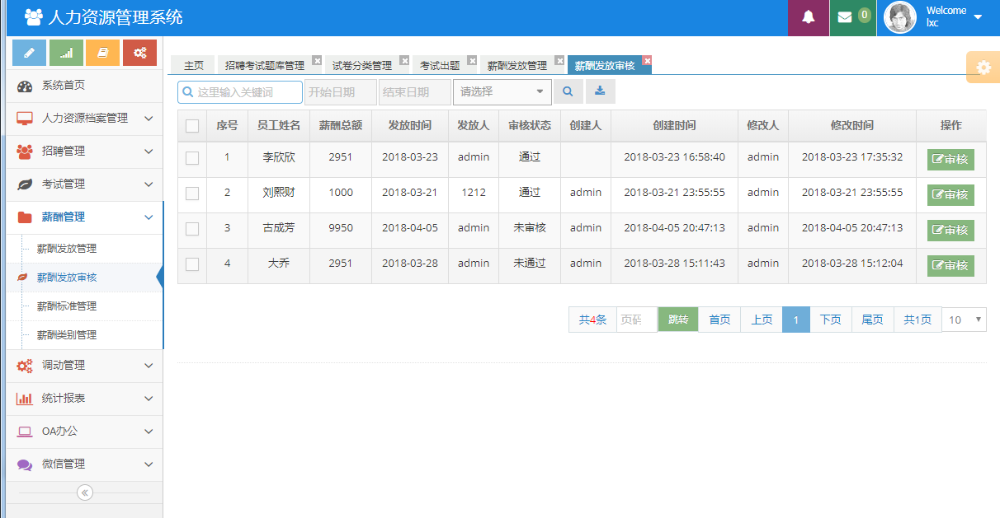 人力资源管理系统
0
Welcome
lxc
系统首页
人力资源档案管理
招聘管理
考试管理
薪酬管理
薪酬发放管理
薪酬发放审核
薪酬标准管理
薪酬类别管理
调动管理
统计报表
OA办公
微信管理
主页 招聘考试题库管理 试卷分类管理 考试出题 薪酬发放管理 薪酬发放审核
这里输入关键词 开始日期 结束日期 请选择
序号 员工姓名 薪酬总额 发放时间 发放人 审核状态 创建人 创建时间 修改人 修改时间 操作
1 李欣欣 2951 2018-03-23 admin 通过 2018-03-23 16:58:40 admin 2018-03-23 17:35:32 审核
2 刘熙财 1000 2018-03-21 1212 通过 admin 2018-03-21 23:55:55 admin 2018-03-21 23:55:55 审核
3 古成芳 9950 2018-04-05 admin 未审核 admin 2018-04-05 20:47:13 admin 2018-04-05 20:47:13 审核
4 大乔 2951 2018-03-28 admin 未通过 admin 2018-03-28 15:11:43 admin 2018-03-28 15:12:04 审核
共4条 页码 跳转 首页 上页 1 下页 尾页 共1页 10